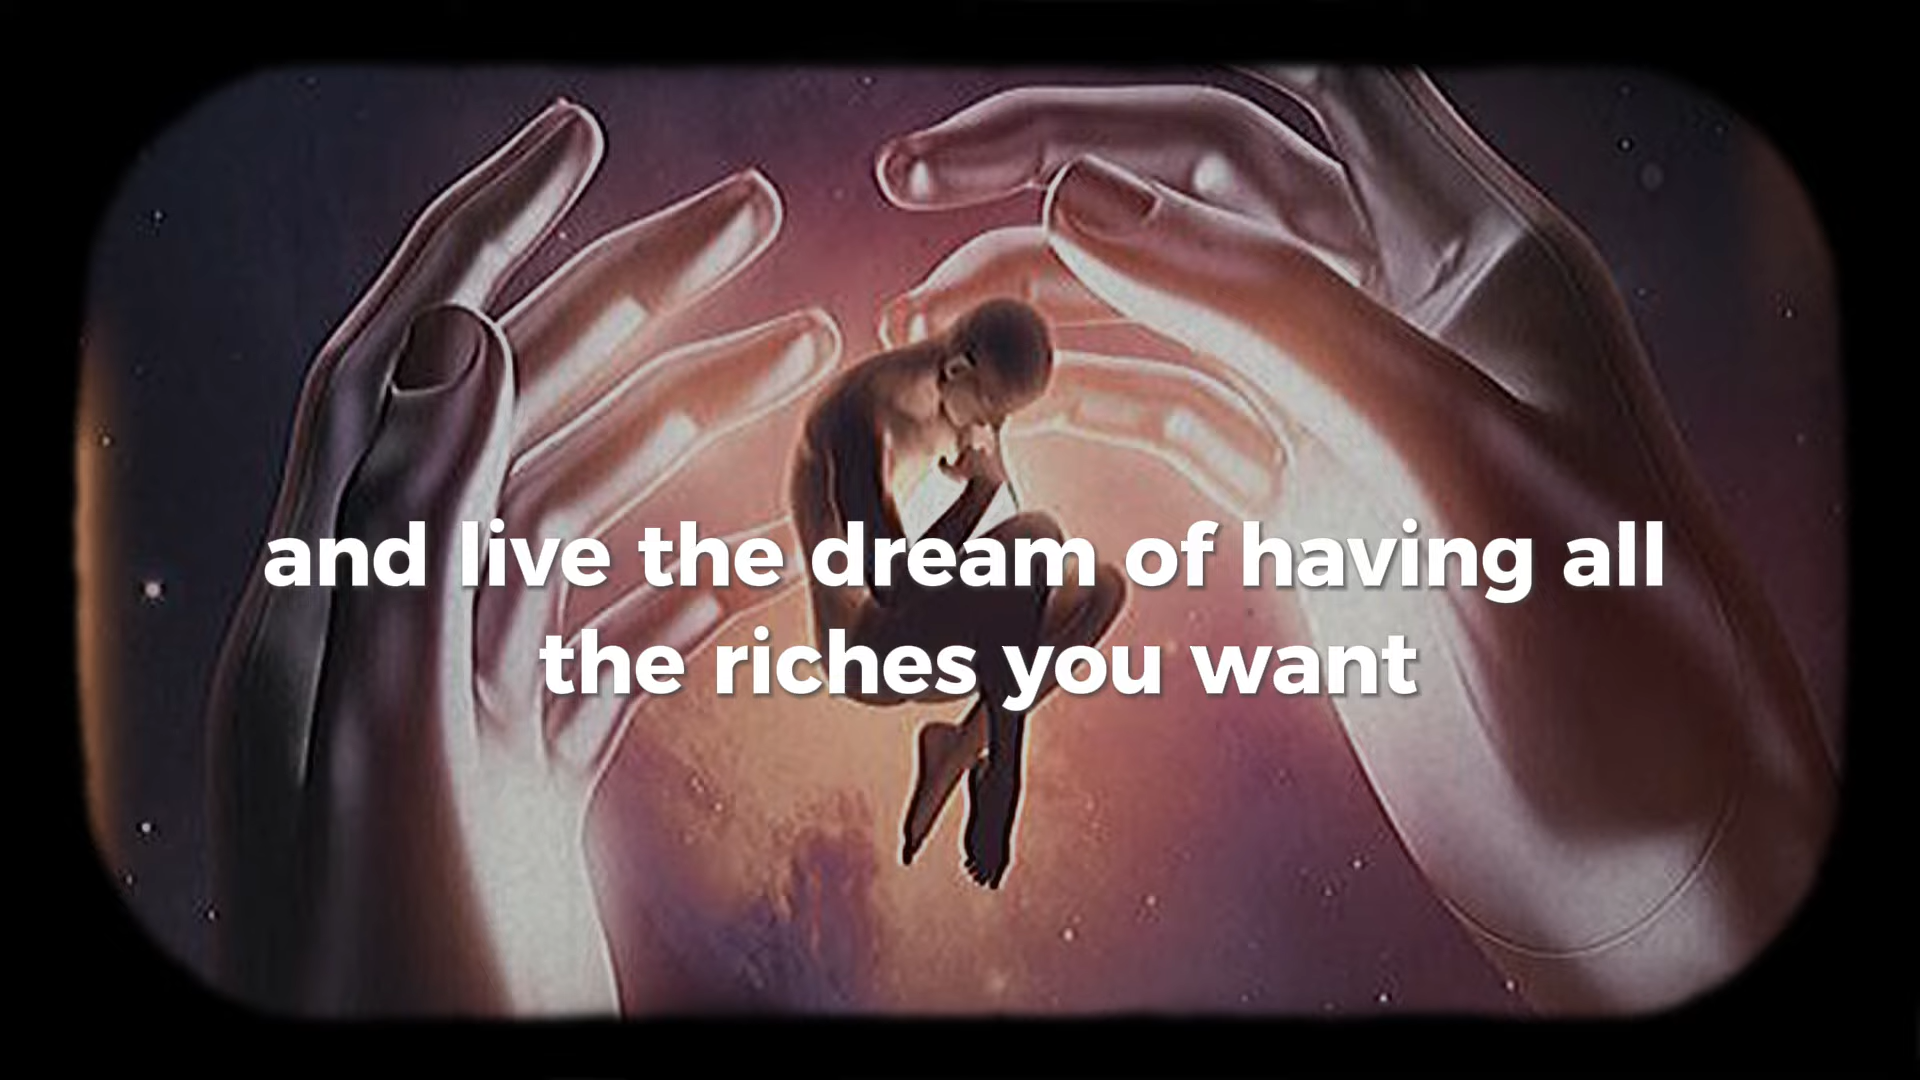 and live the dream of having all
the riches you want